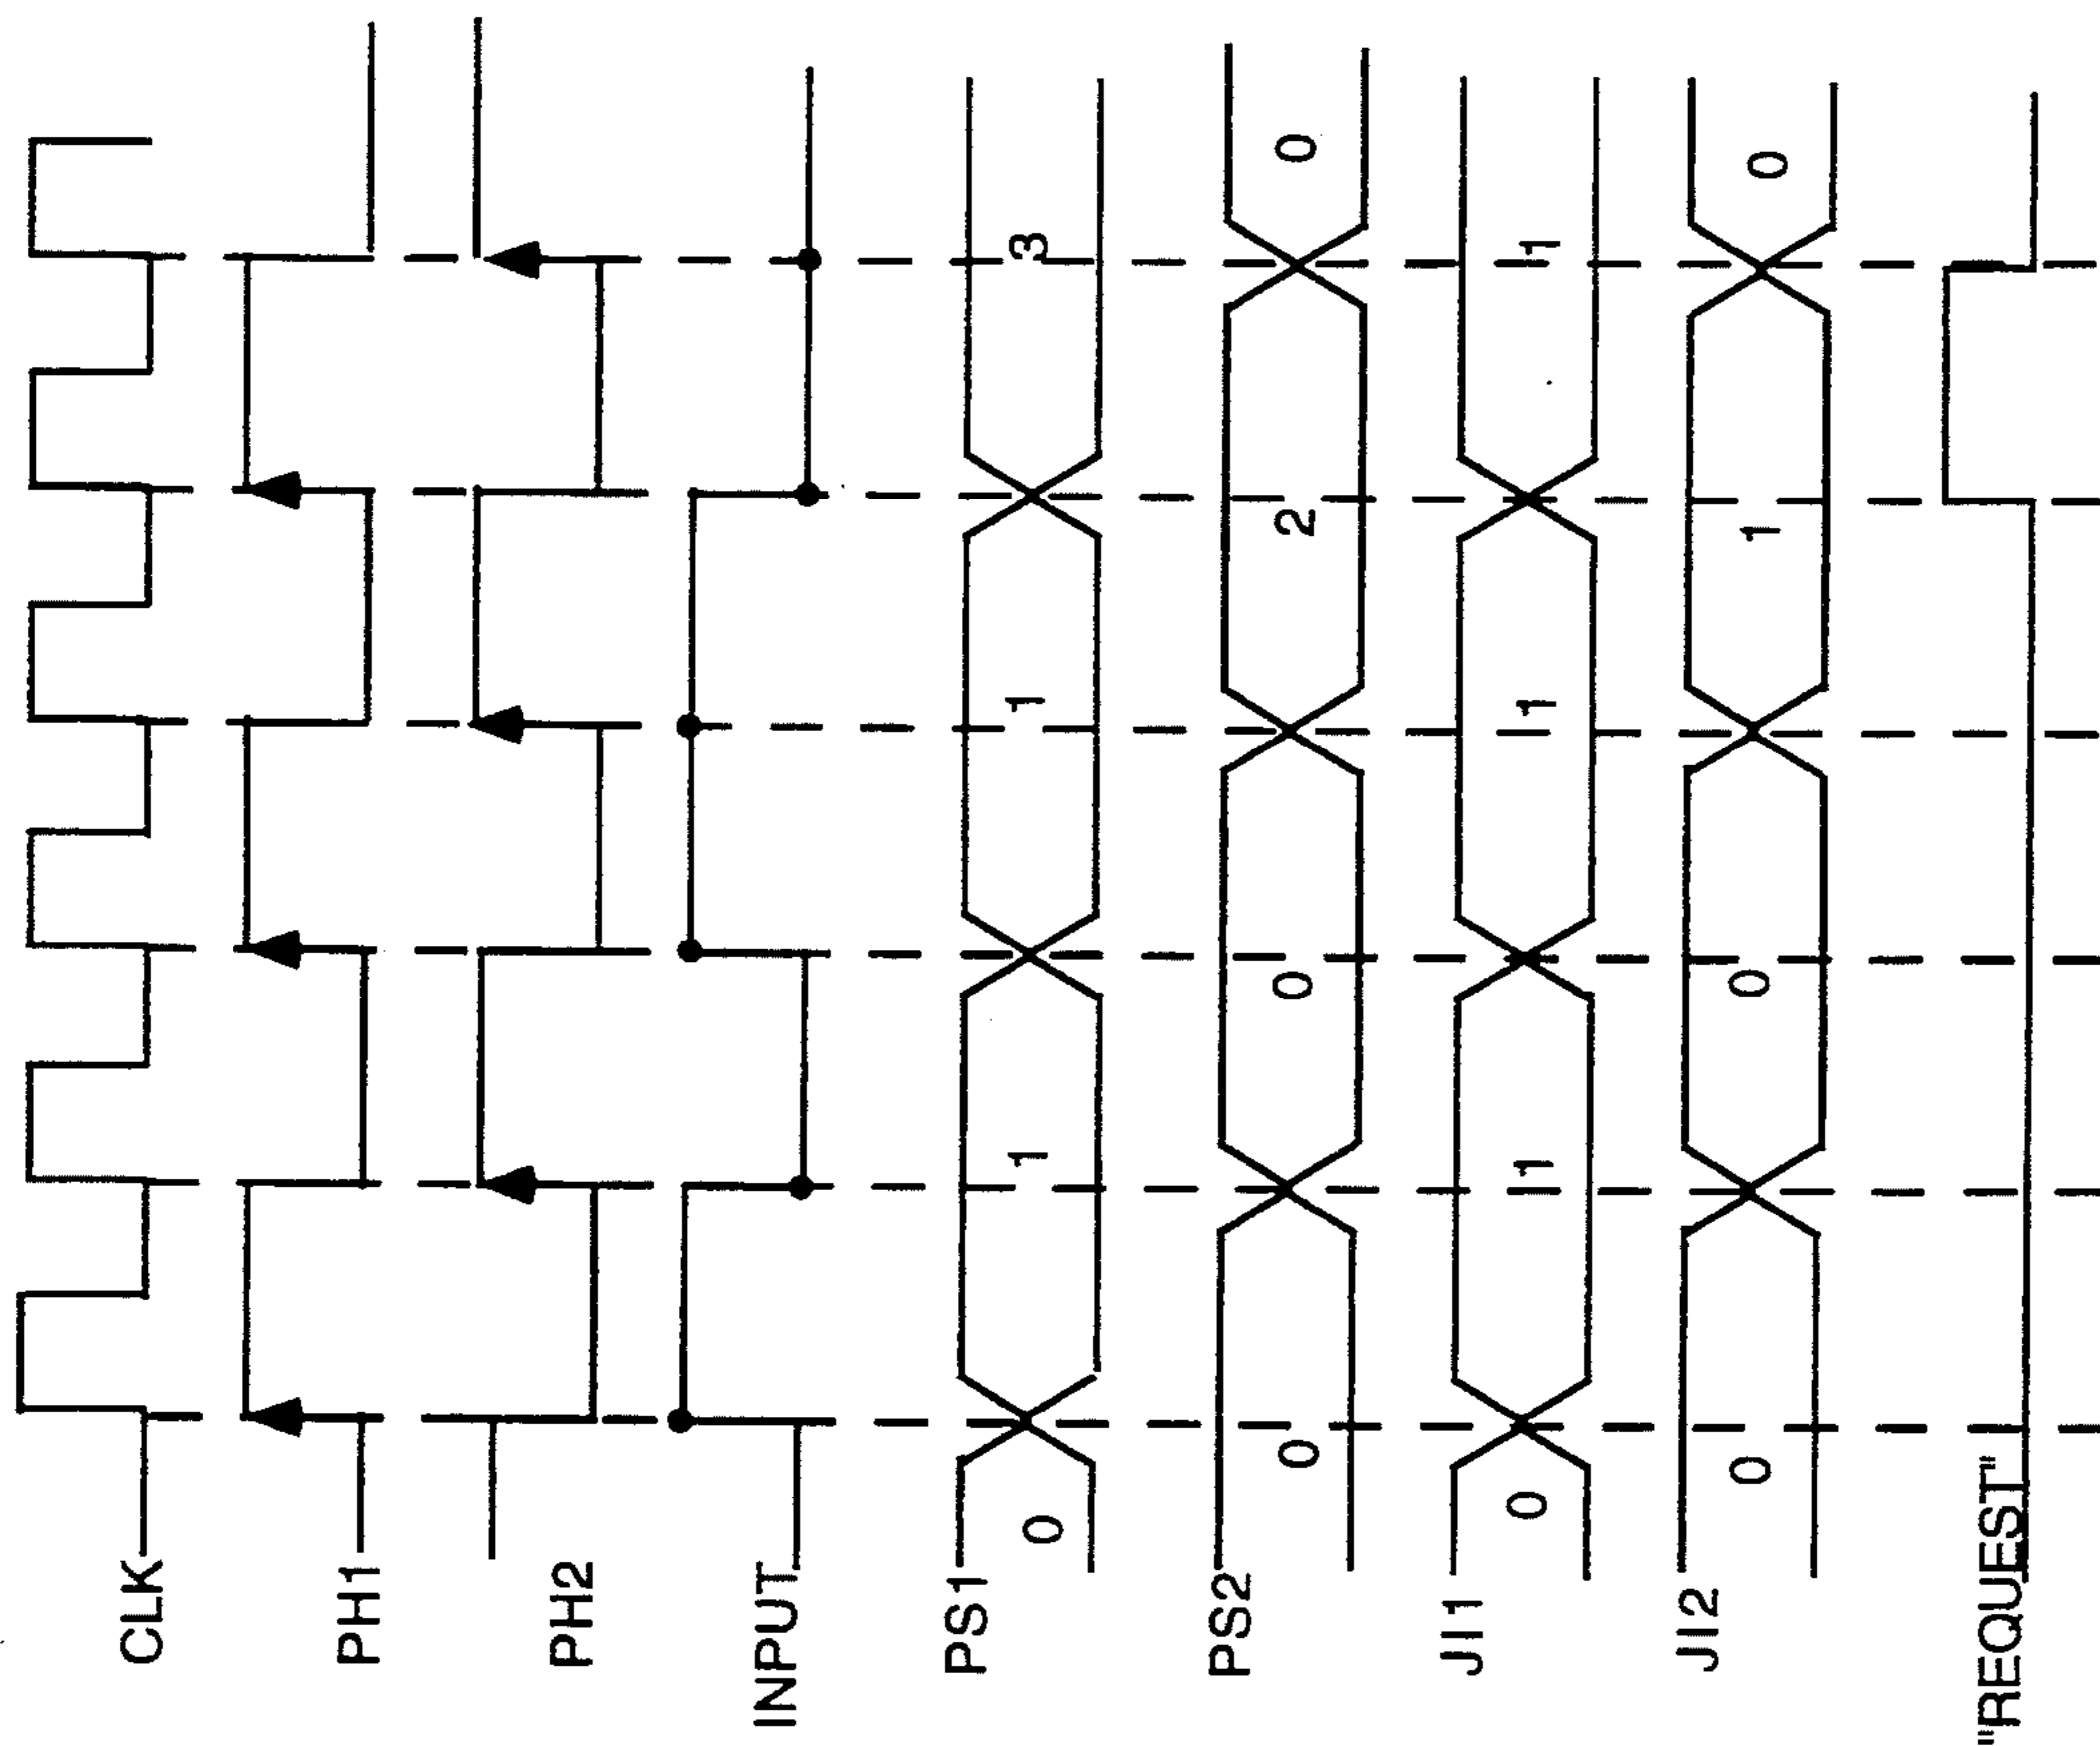 CLK
PH1
PH2
INPUT
PS1 0 1 1 3
PS2 0 0 2 0
JI1 0 1 1 1
JI2 0 0 1 0
"REQUEST"